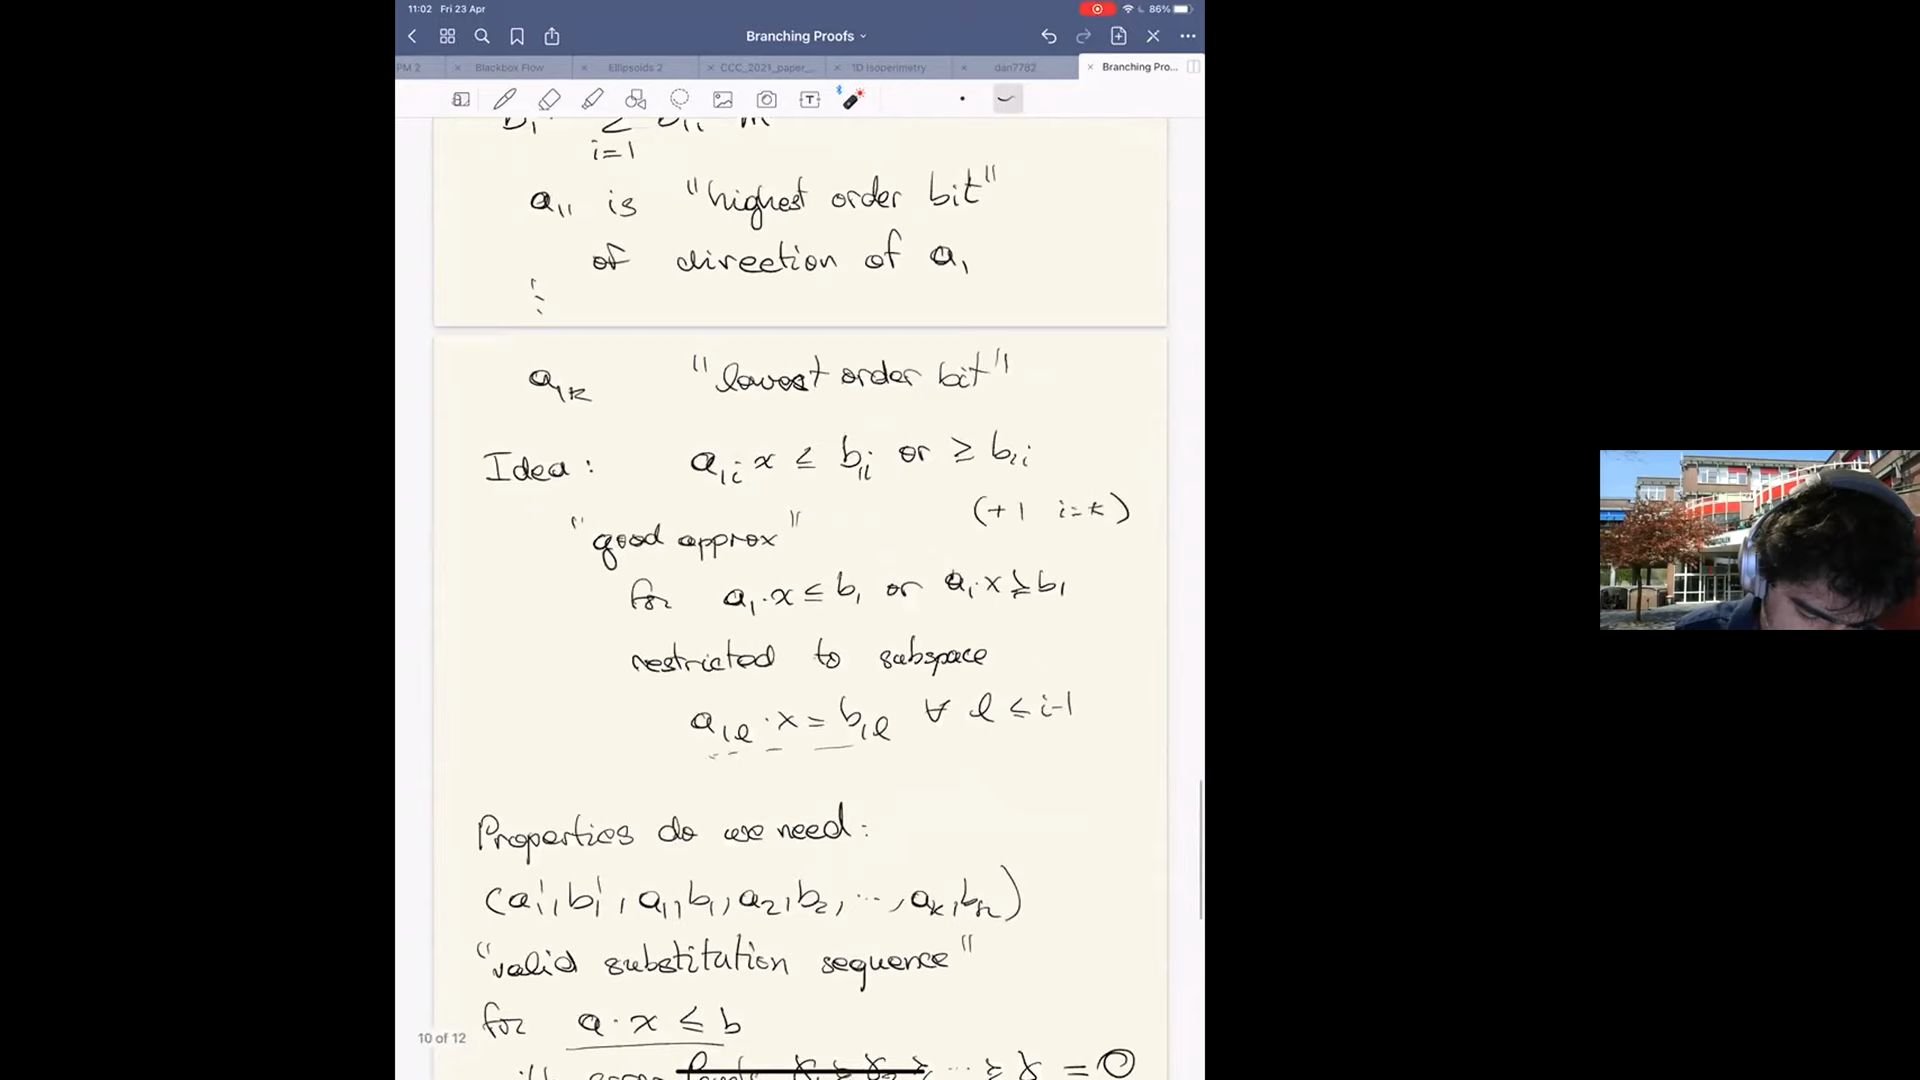 11:02 Fri 23 Apr
86%
Branching Proofs
PM 2
Blackbox Flow
Ellipsoids 2
CCC_2021_paper_...
1D Isoperimetry
dan7782
Branching Pro...
i=1
a₁₁ is "highest order bit"
of direction of a₁
⋮
a₁ₖ "lowest order bit"
Idea: a₁ᵢ x ≤ b₁ᵢ or ≥ b₁ᵢ
(+1 i=k)
"good approx"
for a₁·x ≤ b₁ or a₁·x ≥ b₁
restricted to subspace
a₁ₗ·x = b₁ₗ ∀ l ≤ i-1
Properties do we need:
(a₁', b₁', a₁, b₁, a₂, b₂, ..., aₖ, bₖ)
"valid substitution sequence"
for a·x ≤ b
10 of 12